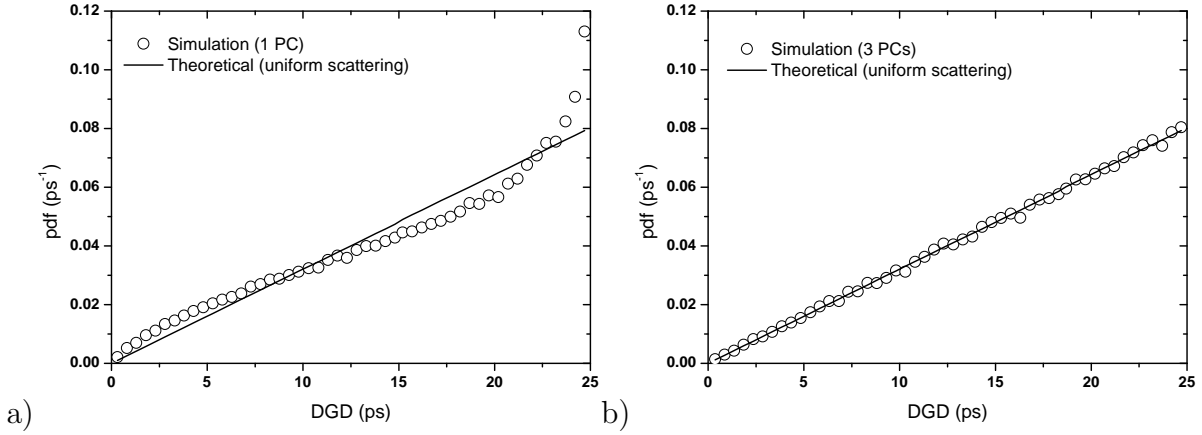 0.12
0.10
0.08
0.06
0.04
0.02
0.00
pdf (ps⁻¹)
Simulation (1 PC)
Theoretical (uniform scattering)
0 5 10 15 20 25
DGD (ps)
a)
0.12
0.10
0.08
0.06
0.04
0.02
0.00
pdf (ps⁻¹)
Simulation (3 PCs)
Theoretical (uniform scattering)
0 5 10 15 20 25
DGD (ps)
b)